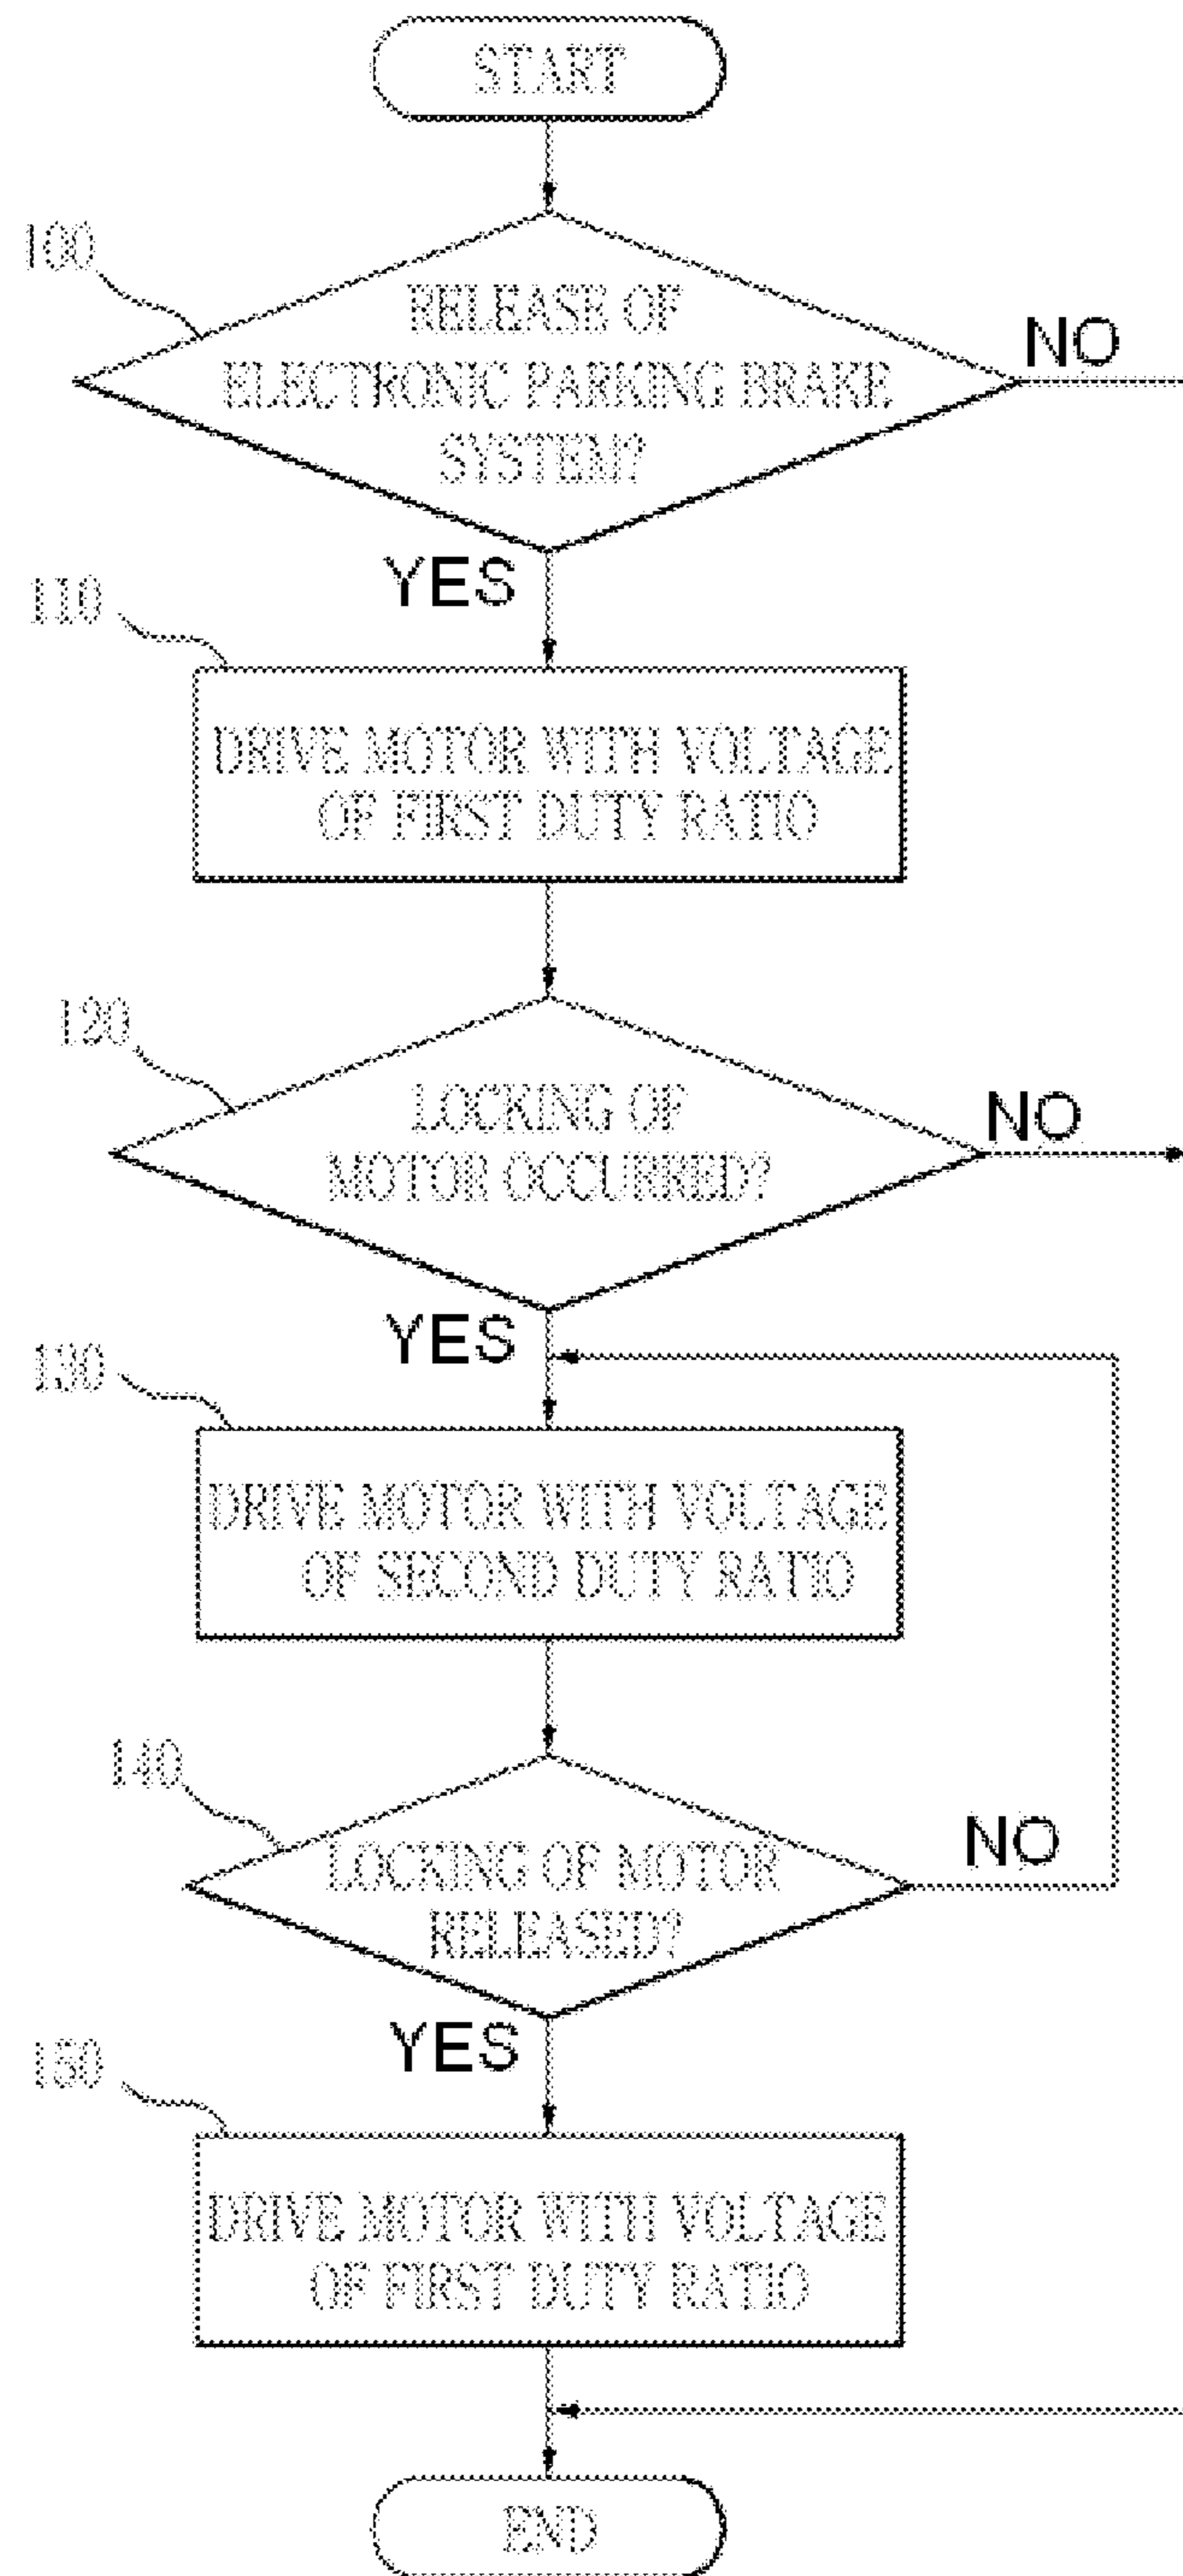 START
100
RELEASE OF
ELECTRONIC PARKING BRAKE
SYSTEM?
NO
YES
110
DRIVE MOTOR WITH VOLTAGE
OF FIRST DUTY RATIO
120
LOCKING OF
MOTOR OCCURRED?
NO
YES
130
DRIVE MOTOR WITH VOLTAGE
OF SECOND DUTY RATIO
140
LOCKING OF MOTOR
RELEASED?
NO
YES
150
DRIVE MOTOR WITH VOLTAGE
OF FIRST DUTY RATIO
END